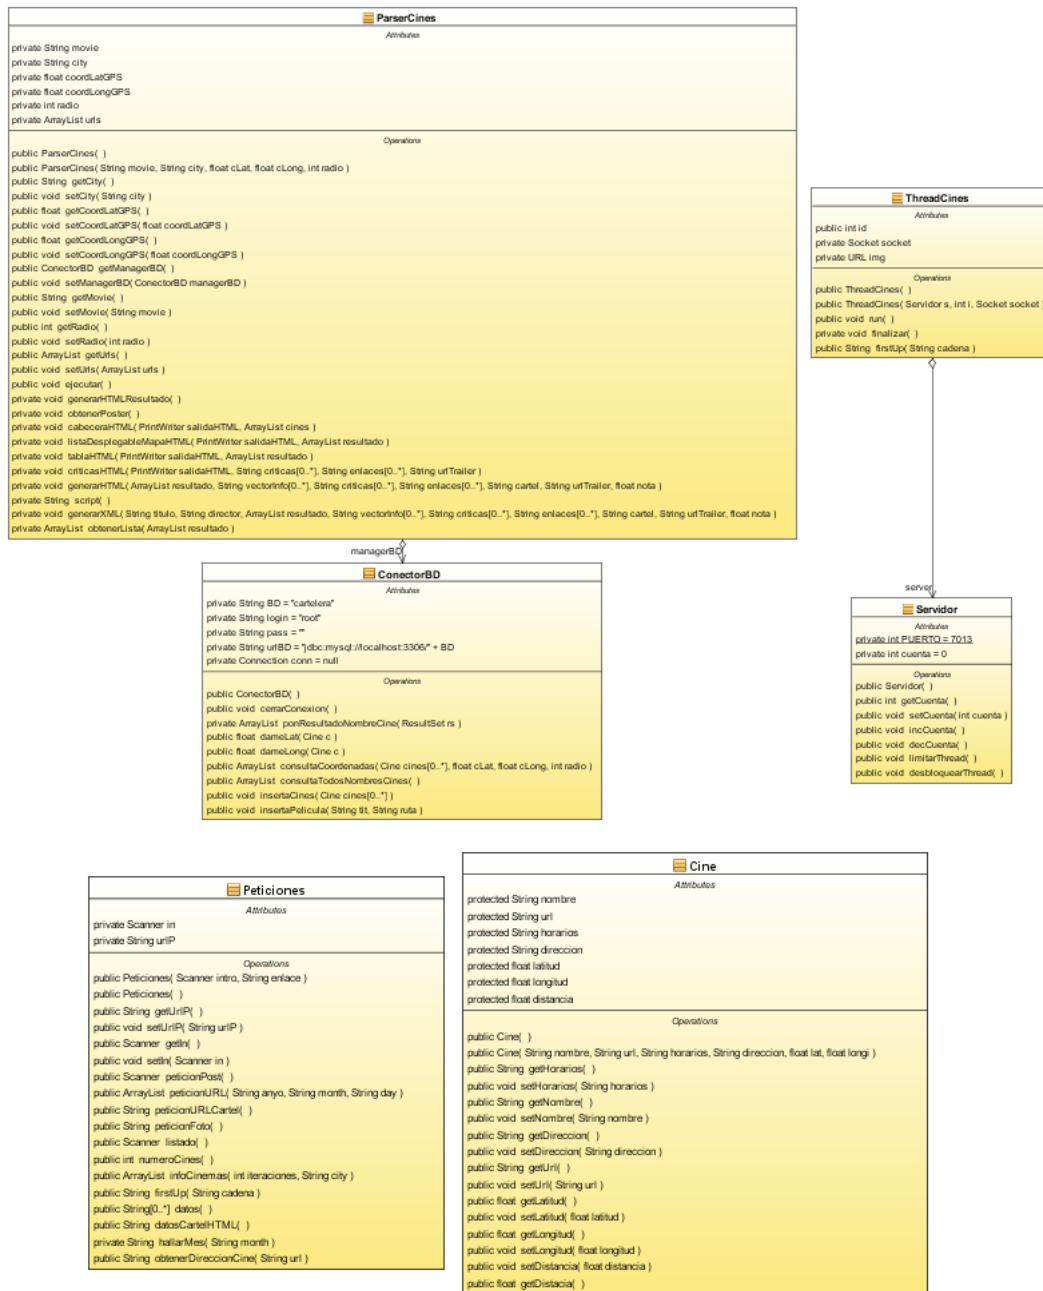 ParserCines
Attributes
private String movie
private String city
private float coordLatGPS
private float coordLongGPS
private int radio
private ArrayList urls
Operations
public ParserCines( )
public ParserCines( String movie, String city, float cLat, float cLong, int radio )
public String getCity( )
public void setCity( String city )
public float getCoordLatGPS( )
public void setCoordLatGPS( float coordLatGPS )
public float getCoordLongGPS( )
public void setCoordLongGPS( float coordLongGPS )
public ConectorBD getManagerBD( )
public void setManagerBD( ConectorBD managerBD )
public String getMovie( )
public void setMovie( String movie )
public int getRadio( )
public void setRadio( int radio )
public ArrayList getUrls( )
public void setUrls( ArrayList urls )
public void ejecutar( )
private void generarHTMLResultado( )
private void obtenerPoster( )
private void cabeceraHTML( PrintWriter salidaHTML, ArrayList cines )
private void listaDesplegableMapaHTML( PrintWriter salidaHTML, ArrayList resultado )
private void tablaHTML( PrintWriter salidaHTML, ArrayList resultado )
private void criticasHTML( PrintWriter salidaHTML, String criticas[0..*], String enlaces[0..*], String urlTrailer )
private void generarHTML( ArrayList resultado, String vectorInfo[0..*], String criticas[0..*], String enlaces[0..*], String cartel, String urlTrailer, float nota )
private String script( )
private void generarXML( String titulo, String director, ArrayList resultado, String vectorInfo[0..*], String criticas[0..*], String enlaces[0..*], String cartel, String urlTrailer, float nota )
private ArrayList obtenerLista( ArrayList resultado )
ThreadCines
Attributes
public int id
private Socket socket
private URL img
Operations
public ThreadCines( )
public ThreadCines( Servidor s, int i, Socket socket )
public void run( )
private void finalizar( )
public String firstUp( String cadena )
managerBD
ConectorBD
Attributes
private String BD = "cartelera"
private String login = "root"
private String pass = ""
private String urlBD = "jdbc:mysql://localhost:3306/" + BD
private Connection conn = null
Operations
public ConectorBD( )
public void cerrarConexion( )
private ArrayList ponResultadoNombreCine( ResultSet rs )
public float dameLat( Cine c )
public float dameLong( Cine c )
public ArrayList consultaCoordenadas( Cine cines[0..*], float cLat, float cLong, int radio )
public ArrayList consultaTodosNombresCines( )
public void insertaCines( Cine cines[0..*] )
public void insertaPelicula( String tit, String ruta )
server
Servidor
Attributes
private int PUERTO = 7013
private int cuenta = 0
Operations
public Servidor( )
public int getCuenta( )
public void setCuenta( int cuenta )
public void incCuenta( )
public void decCuenta( )
public void limitarThread( )
public void desbloquearThread( )
Peticiones
Attributes
private Scanner in
private String urlP
Operations
public Peticiones( Scanner intro, String enlace )
public Peticiones( )
public String getUrlP( )
public void setUrlP( String urlP )
public Scanner getIn( )
public void setIn( Scanner in )
public Scanner peticionPost( )
public ArrayList peticionURL( String anyo, String month, String day )
public String peticionURLCartel( )
public String peticionFoto( )
public Scanner listado( )
public int numeroCines( )
public ArrayList infoCinemas( int iteraciones, String city )
public String firstUp( String cadena )
public String[0..*] datos( )
public String datosCartelHTML( )
private String hallarMes( String month )
public String obtenerDireccionCine( String url )
Cine
Attributes
protected String nombre
protected String url
protected String horarios
protected String direccion
protected float latitud
protected float longitud
protected float distancia
Operations
public Cine( )
public Cine( String nombre, String url, String horarios, String direccion, float lat, float longi )
public String getHorarios( )
public void setHorarios( String horarios )
public String getNombre( )
public void setNombre( String nombre )
public String getDireccion( )
public void setDireccion( String direccion )
public String getUrl( )
public void setUrl( String url )
public float getLatitud( )
public void setLatitud( float latitud )
public float getLongitud( )
public void setLongitud( float longitud )
public void setDistancia( float distancia )
public float getDistacia( )